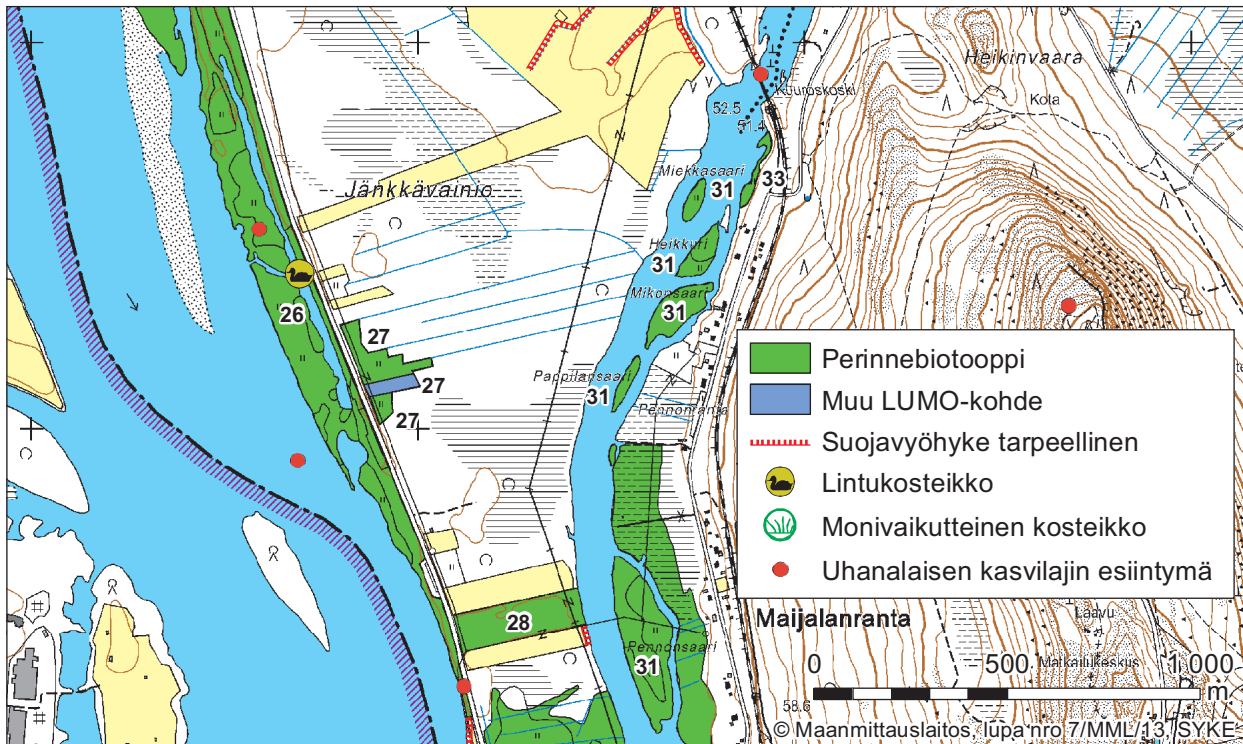 Heikinvaara
Kota
Kuuroskoski
52.5
51.4
Miekkasaari
31
33
Jänkkävainio
Heikkuri
31
Mikonsaari
31
26
27
27
27
Pappilansaari
31
Pennonranta
Perinnebiotooppi
Muu LUMO-kohde
Suojavyöhyke tarpeellinen
Lintukosteikko
Monivaikutteinen kosteikko
Uhanalaisen kasvilajin esiintymä
28
Pennonsaari
31
Maijalanranta
Laavu
Matkailukeskus
0 500 1 000
m
58.6
© Maanmittauslaitos, lupa nro 7/MML/13, SYKE